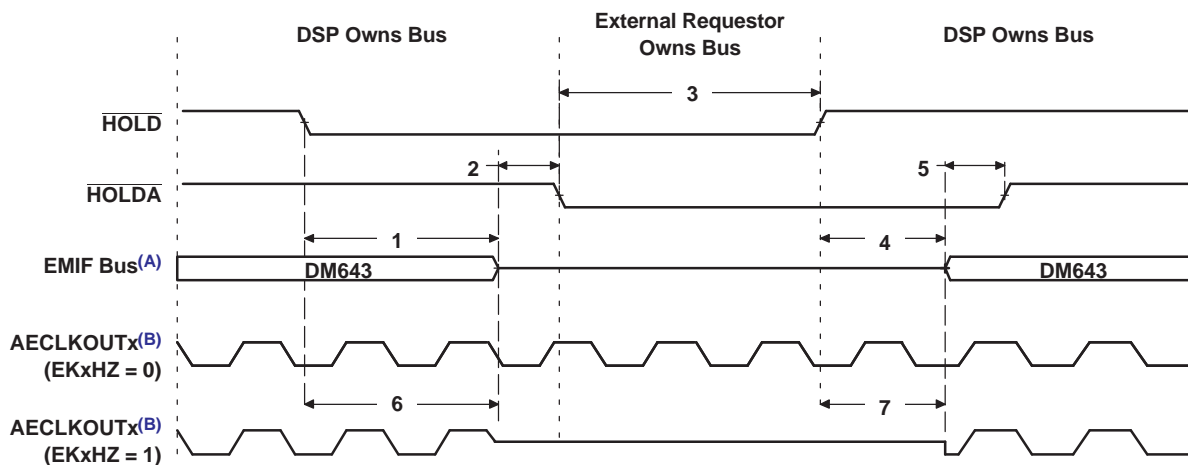 External Requestor
DSP Owns Bus
Owns Bus
DSP Owns Bus
3
HOLD
2
5
HOLDA
1
4
EMIF Bus(A)
DM643
DM643
AECLKOUTx(B)
(EKxHZ = 0)
6
7
AECLKOUTx(B)
(EKxHZ = 1)